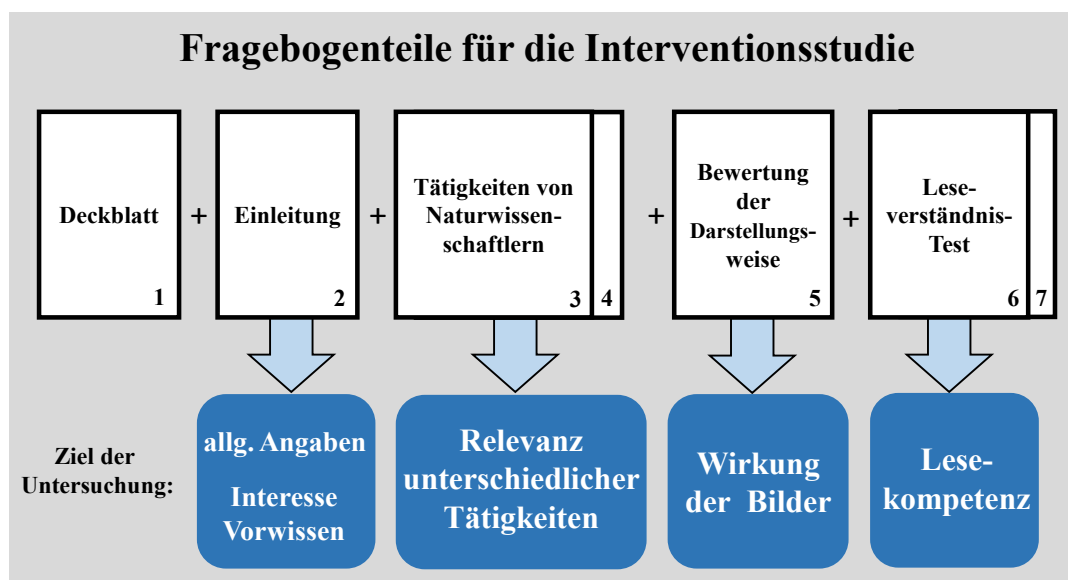 Fragebogenteile für die Interventionsstudie
Deckblatt
1
+
Einleitung
2
+
Tätigkeiten von
Naturwissen-
schaftlern
3
4
+
Bewertung
der
Darstellungs-
weise
5
+
Lese-
verständnis-
Test
6
7
Ziel der
Untersuchung:
allg. Angaben
Interesse
Vorwissen
Relevanz
unterschiedlicher
Tätigkeiten
Wirkung
der Bilder
Lese-
kompetenz